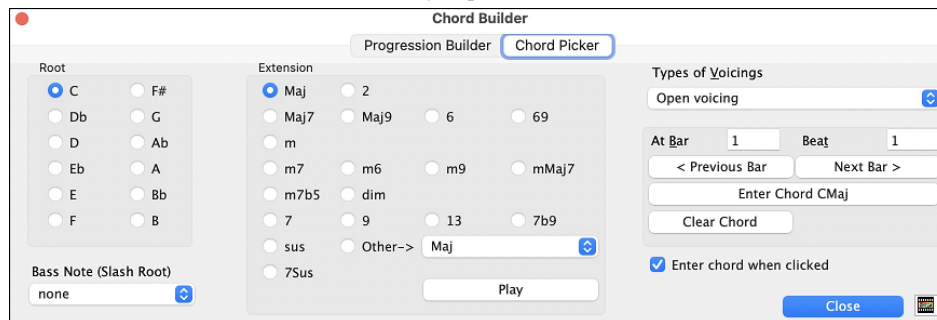 Chord Builder
Progression Builder Chord Picker
Root
C F#
Db G
D Ab
Eb A
E Bb
F B
Bass Note (Slash Root)
none
Extension
Maj 2
Maj7 Maj9 6 69
m
m7 m6 m9 mMaj7
m7b5 dim
7 9 13 7b9
sus Other-> Maj
7Sus
Play
Types of Voicings
Open voicing
At Bar 1 Beat 1
< Previous Bar Next Bar >
Enter Chord CMaj
Clear Chord
Enter chord when clicked
Close